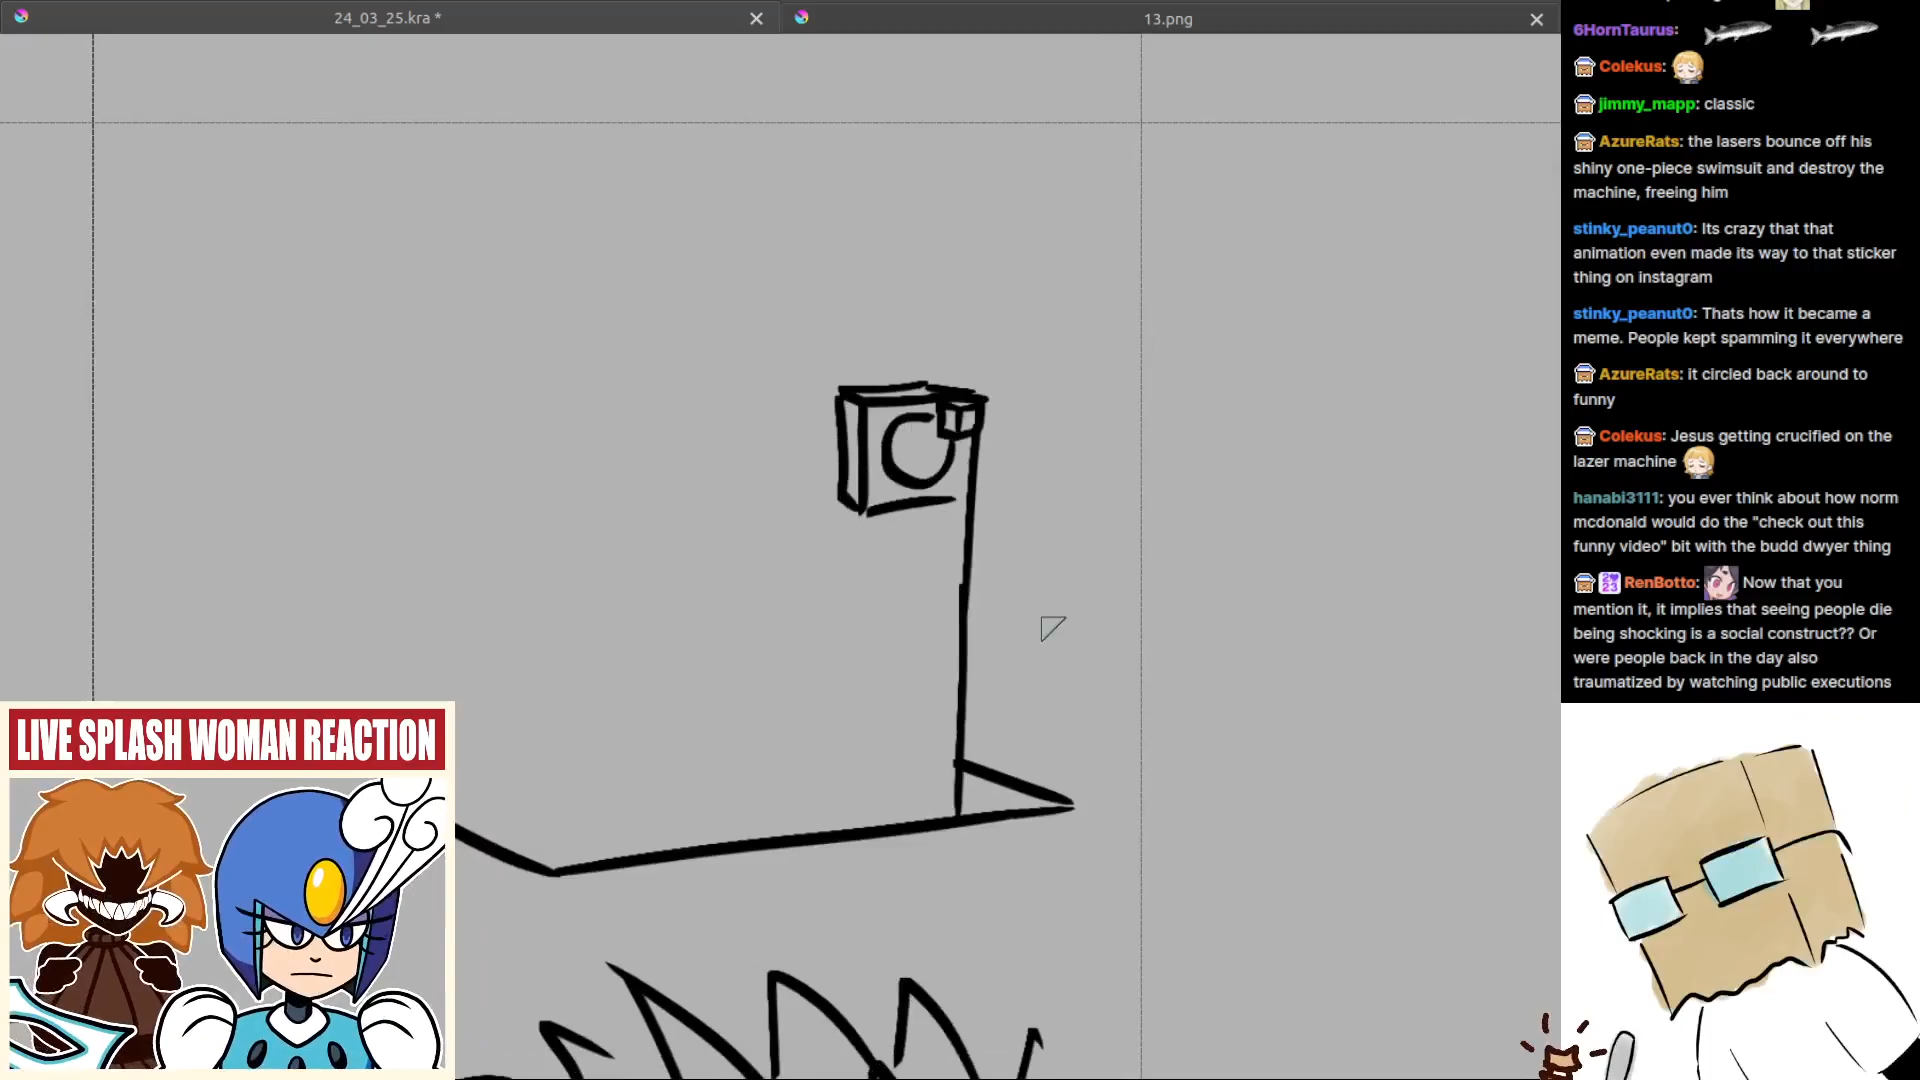 24_03_25.kra *
13.png
6HornTaurus:
Colekus:
jimmy_mapp: classic
AzureRats: the lasers bounce off his
shiny one-piece swimsuit and destroy the
machine, freeing him
stinky_peanut0: Its crazy that that
animation even made its way to that sticker
thing on instagram
stinky_peanut0: Thats how it became a
meme. People kept spamming it everywhere
AzureRats: it circled back around to
funny
Colekus: Jesus getting crucified on the
lazer machine
hanabi3111: you ever think about how norm
mcdonald would do the "check out this
funny video" bit with the budd dwyer thing
RenBotto: Now that you
mention it, it implies that seeing people die
being shocking is a social construct?? Or
were people back in the day also
traumatized by watching public executions
LIVE SPLASH WOMAN REACTION